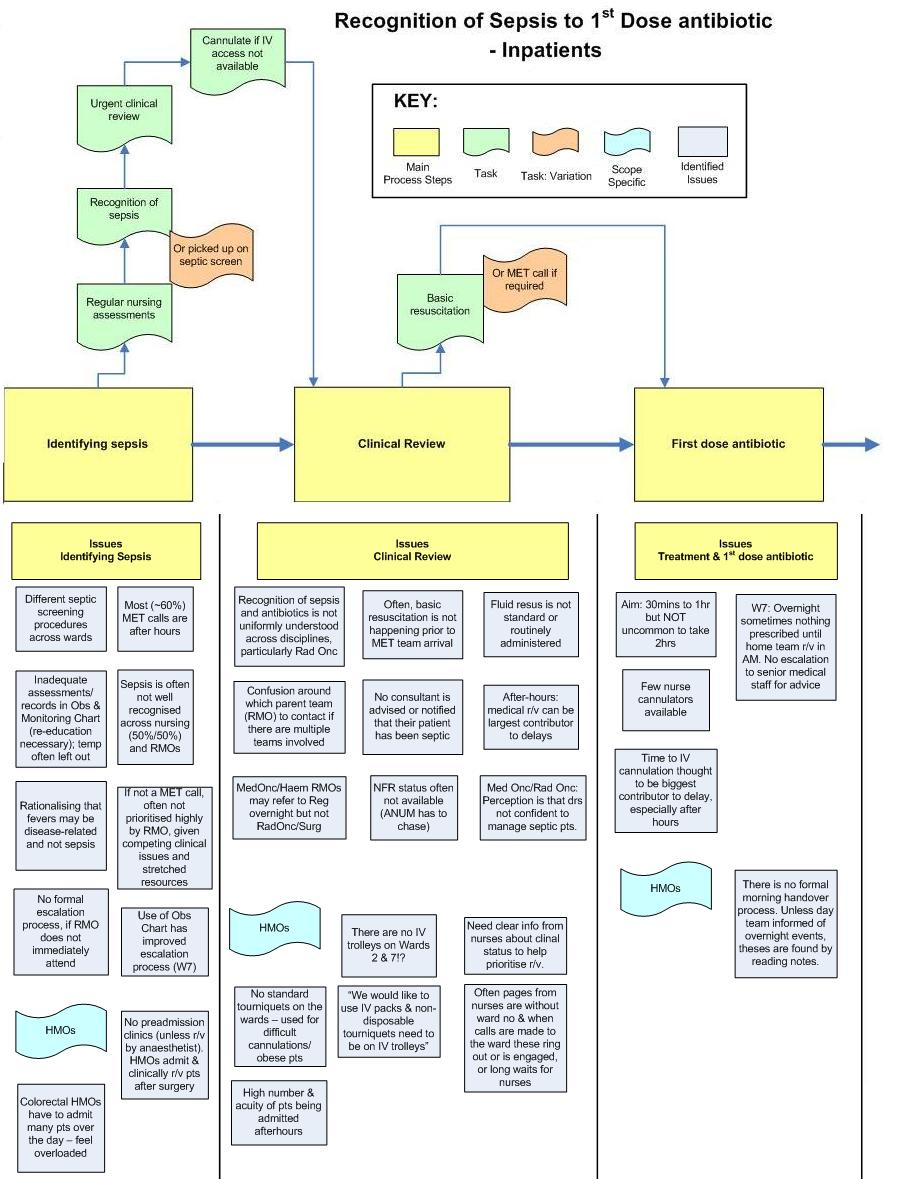 Recognition of Sepsis to 1st Dose antibiotic
- Inpatients
KEY:
Main
Process Steps
Task
Task: Variation
Scope
Specific
Identified
Issues
Cannulate if IV
access not
available
Urgent clinical
review
Recognition of
sepsis
Or picked up on
septic screen
Regular nursing
assessments
Basic
resuscitation
Or MET call if
required
Identifying sepsis
Clinical Review
First dose antibiotic
Issues
Identifying Sepsis
Different septic
screening
procedures
across wards
Most (~60%)
MET calls are
after hours
Inadequate
assessments/
records in Obs &
Monitoring Chart
(re-education
necessary); temp
often left out
Sepsis is often
not well
recognised
across nursing
(50%/50%)
and RMOs
Rationalising that
fevers may be
disease-related
and not sepsis
If not a MET call,
often not
prioritised highly
by RMO, given
competing clinical
issues and
stretched
resources
No formal
escalation
process, if RMO
does not
immediately
attend
Use of Obs
Chart has
improved
escalation
process (W7)
HMOs
No preadmission
clinics (unless r/v
by anaesthetist).
HMOs admit &
clinically r/v pts
after surgery
Colorectal HMOs
have to admit
many pts over
the day – feel
overloaded
Issues
Clinical Review
Recognition of sepsis
and antibiotics is not
uniformly understood
across disciplines,
particularly Rad Onc
Often, basic
resuscitation is not
happening prior to
MET team arrival
Fluid resus is not
standard or
routinely
administered
Confusion around
which parent team
(RMO) to contact if
there are multiple
teams involved
No consultant is
advised or notified
that their patient
has been septic
After-hours:
medical r/v can be
largest contributor
to delays
MedOnc/Haem RMOs
may refer to Reg
overnight but not
RadOnc/Surg
NFR status often
not available
(ANUM has to
chase)
Med Onc/Rad Onc:
Perception is that drs
not confident to
manage septic pts.
HMOs
There are no IV
trolleys on Wards
2 & 7!?
Need clear info from
nurses about clinal
status to help
prioritise r/v.
No standard
tourniquets on the
wards – used for
difficult
cannulations/
obese pts
“We would like to
use IV packs & non-
disposable
tourniquets need to
be on IV trolleys”
Often pages from
nurses are without
ward no & when
calls are made to
the ward these ring
out or is engaged,
or long waits for
nurses
High number &
acuity of pts being
admitted
afterhours
Issues
Treatment & 1st dose antibiotic
Aim: 30mins to 1hr
but NOT
uncommon to take
2hrs
W7: Overnight
sometimes nothing
prescribed until
home team r/v in
AM. No escalation
to senior medical
staff for advice
Few nurse
cannulators
available
Time to IV
cannulation thought
to be biggest
contributor to delay,
especially after
hours
HMOs
There is no formal
morning handover
process. Unless day
team informed of
overnight events,
theses are found by
reading notes.